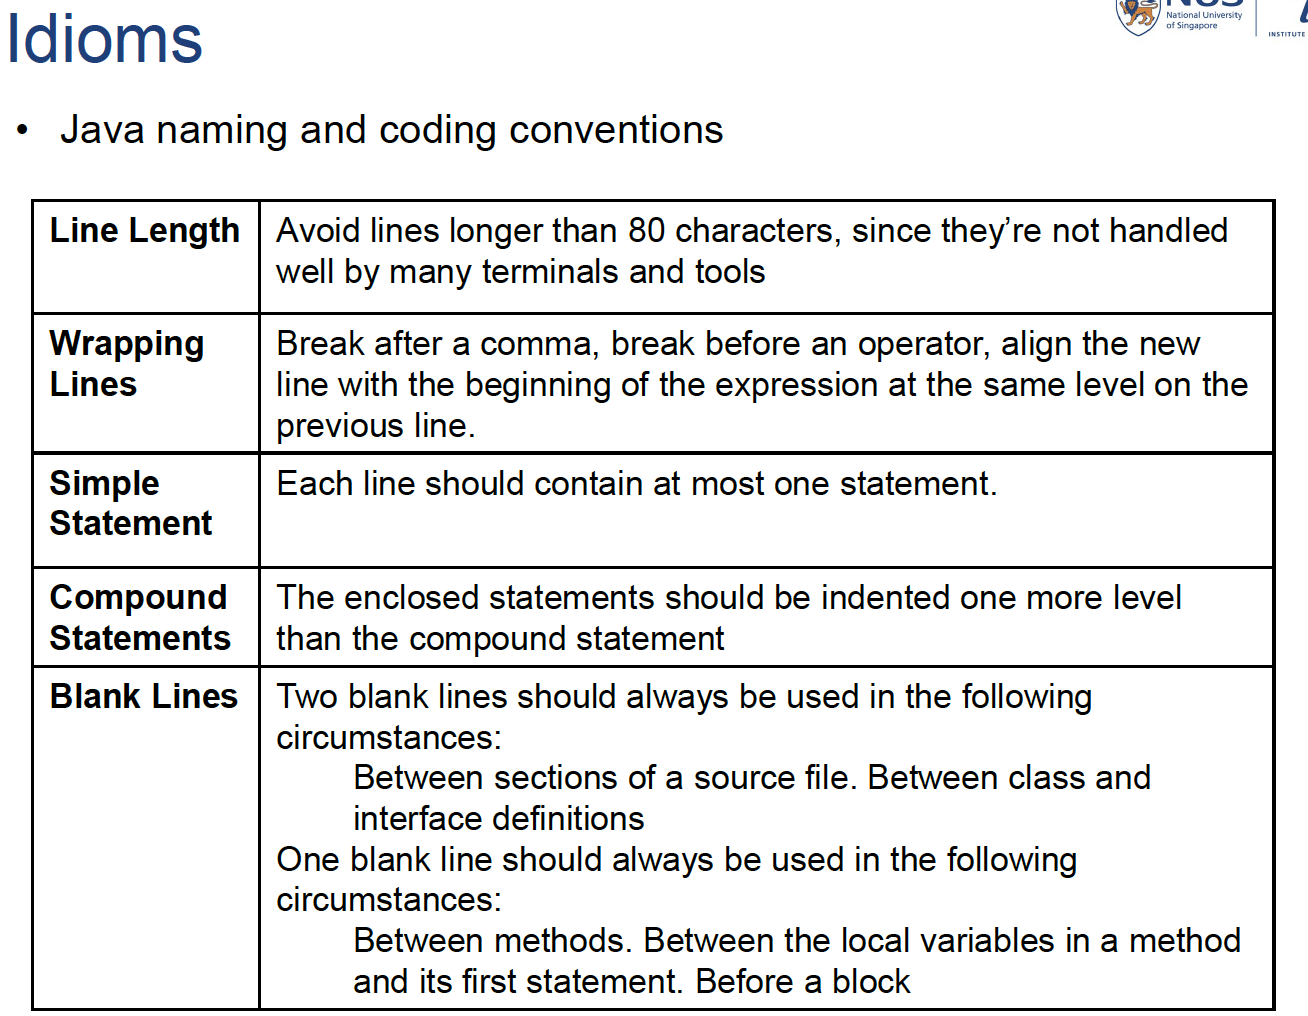 Idioms
NUS
National University
of Singapore
INSTITUTE
• Java naming and coding conventions
Line Length
Avoid lines longer than 80 characters, since they’re not handled
well by many terminals and tools
Wrapping
Lines
Break after a comma, break before an operator, align the new
line with the beginning of the expression at the same level on the
previous line.
Simple
Statement
Each line should contain at most one statement.
Compound
Statements
The enclosed statements should be indented one more level
than the compound statement
Blank Lines
Two blank lines should always be used in the following
circumstances:
Between sections of a source file. Between class and
interface definitions
One blank line should always be used in the following
circumstances:
Between methods. Between the local variables in a method
and its first statement. Before a block